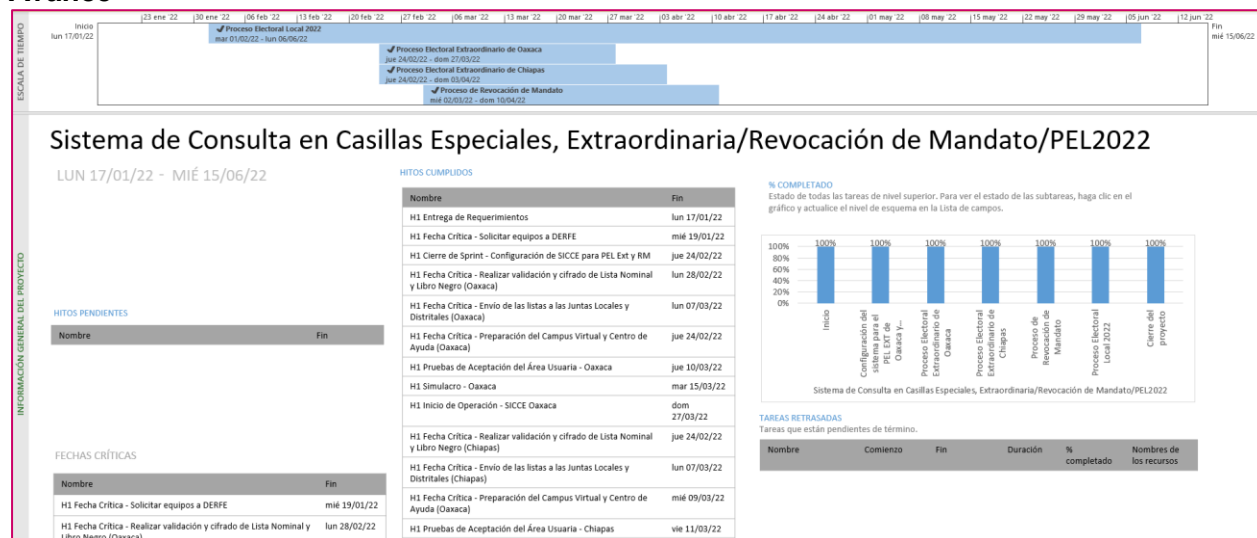 Avance
|23 ene '22 |30 ene '22 |06 feb '22 |13 feb '22 |20 feb '22 |27 feb '22 |06 mar '22 |13 mar '22 |20 mar '22 |27 mar '22 |03 abr '22 |10 abr '22 |17 abr '22 |24 abr '22 |01 may '22 |08 may '22 |15 may '22 |22 may '22 |29 may '22 |05 jun '22 |12 jun '22
ESCALA DE TIEMPO
Inicio
lun 17/01/22
Proceso Electoral Local 2022
mar 01/02/22 - lun 06/06/22
Proceso Electoral Extraordinario de Oaxaca
jue 24/02/22 - dom 27/03/22
Proceso Electoral Extraordinario de Chiapas
jue 24/02/22 - dom 03/04/22
Proceso de Revocación de Mandato
mié 02/03/22 - dom 10/04/22
Fin
mié 15/06/22
INFORMACIÓN GENERAL DEL PROYECTO
Sistema de Consulta en Casillas Especiales, Extraordinaria/Revocación de Mandato/PEL2022
LUN 17/01/22 - MIÉ 15/06/22
HITOS PENDIENTES
Nombre Fin
FECHAS CRÍTICAS
Nombre Fin
H1 Fecha Crítica - Solicitar equipos a DERFE mié 19/01/22
H1 Fecha Crítica - Realizar validación y cifrado de Lista Nominal y lun 28/02/22
Libro Negro (Oaxaca)
HITOS CUMPLIDOS
Nombre Fin
H1 Entrega de Requerimientos lun 17/01/22
H1 Fecha Crítica - Solicitar equipos a DERFE mié 19/01/22
H1 Cierre de Sprint - Configuración de SICCE para PEL Ext y RM jue 24/02/22
H1 Fecha Crítica - Realizar validación y cifrado de Lista Nominal lun 28/02/22
y Libro Negro (Oaxaca)
H1 Fecha Crítica - Envío de las listas a las Juntas Locales y lun 07/03/22
Distritales (Oaxaca)
H1 Fecha Crítica - Preparación del Campus Virtual y Centro de jue 24/02/22
Ayuda (Oaxaca)
H1 Pruebas de Aceptación del Área Usuaria - Oaxaca jue 10/03/22
H1 Simulacro - Oaxaca mar 15/03/22
H1 Inicio de Operación - SICCE Oaxaca dom
27/03/22
H1 Fecha Crítica - Realizar validación y cifrado de Lista Nominal jue 24/02/22
y Libro Negro (Chiapas)
H1 Fecha Crítica - Envío de las listas a las Juntas Locales y lun 07/03/22
Distritales (Chiapas)
H1 Fecha Crítica - Preparación del Campus Virtual y Centro de mié 09/03/22
Ayuda (Oaxaca)
H1 Pruebas de Aceptación del Área Usuaria - Chiapas vie 11/03/22
% COMPLETADO
Estado de todas las tareas de nivel superior. Para ver el estado de las subtareas, haga clic en el
gráfico y actualice el nivel de esquema en la Lista de campos.
100% 100% 100% 100% 100% 100% 100%
100%
80%
60%
40%
20%
0%
Inicio
Configuración del
sistema para el
PEL EXT de
Oaxaca y...
Proceso Electoral
Extraordinario de
Oaxaca
Proceso Electoral
Extraordinario de
Chiapas
Proceso de
Revocación de
Mandato
Proceso Electoral
Local 2022
Cierre del
proyecto
Sistema de Consulta en Casillas Especiales, Extraordinaria/Revocación de Mandato/PEL2022
TAREAS RETRASADAS
Tareas que están pendientes de término.
Nombre Comienzo Fin Duración % Nombres de
completado los recursos